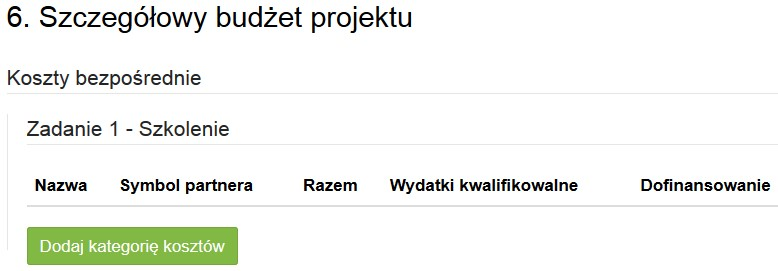 6. Szczegółowy budżet projektu
Koszty bezpośrednie
Zadanie 1 - Szkolenie
Nazwa Symbol partnera Razem Wydatki kwalifikowalne Dofinansowanie
Dodaj kategorię kosztów